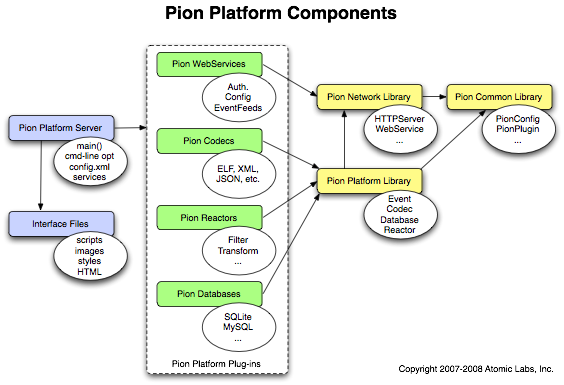 Pion Platform Components
Pion WebServices
Auth.
Config
EventFeeds
Pion Network Library
HTTPServer
WebService
...
Pion Common Library
PionConfig
PionPlugin
...
Pion Platform Server
main()
cmd-line opt
config.xml
services
Pion Codecs
ELF, XML,
JSON, etc.
Pion Platform Library
Event
Codec
Database
Reactor
Interface Files
scripts
images
styles
HTML
Pion Reactors
Filter
Transform
...
Pion Databases
SQLite
MySQL
...
Pion Platform Plug-ins
Copyright 2007-2008 Atomic Labs, Inc.